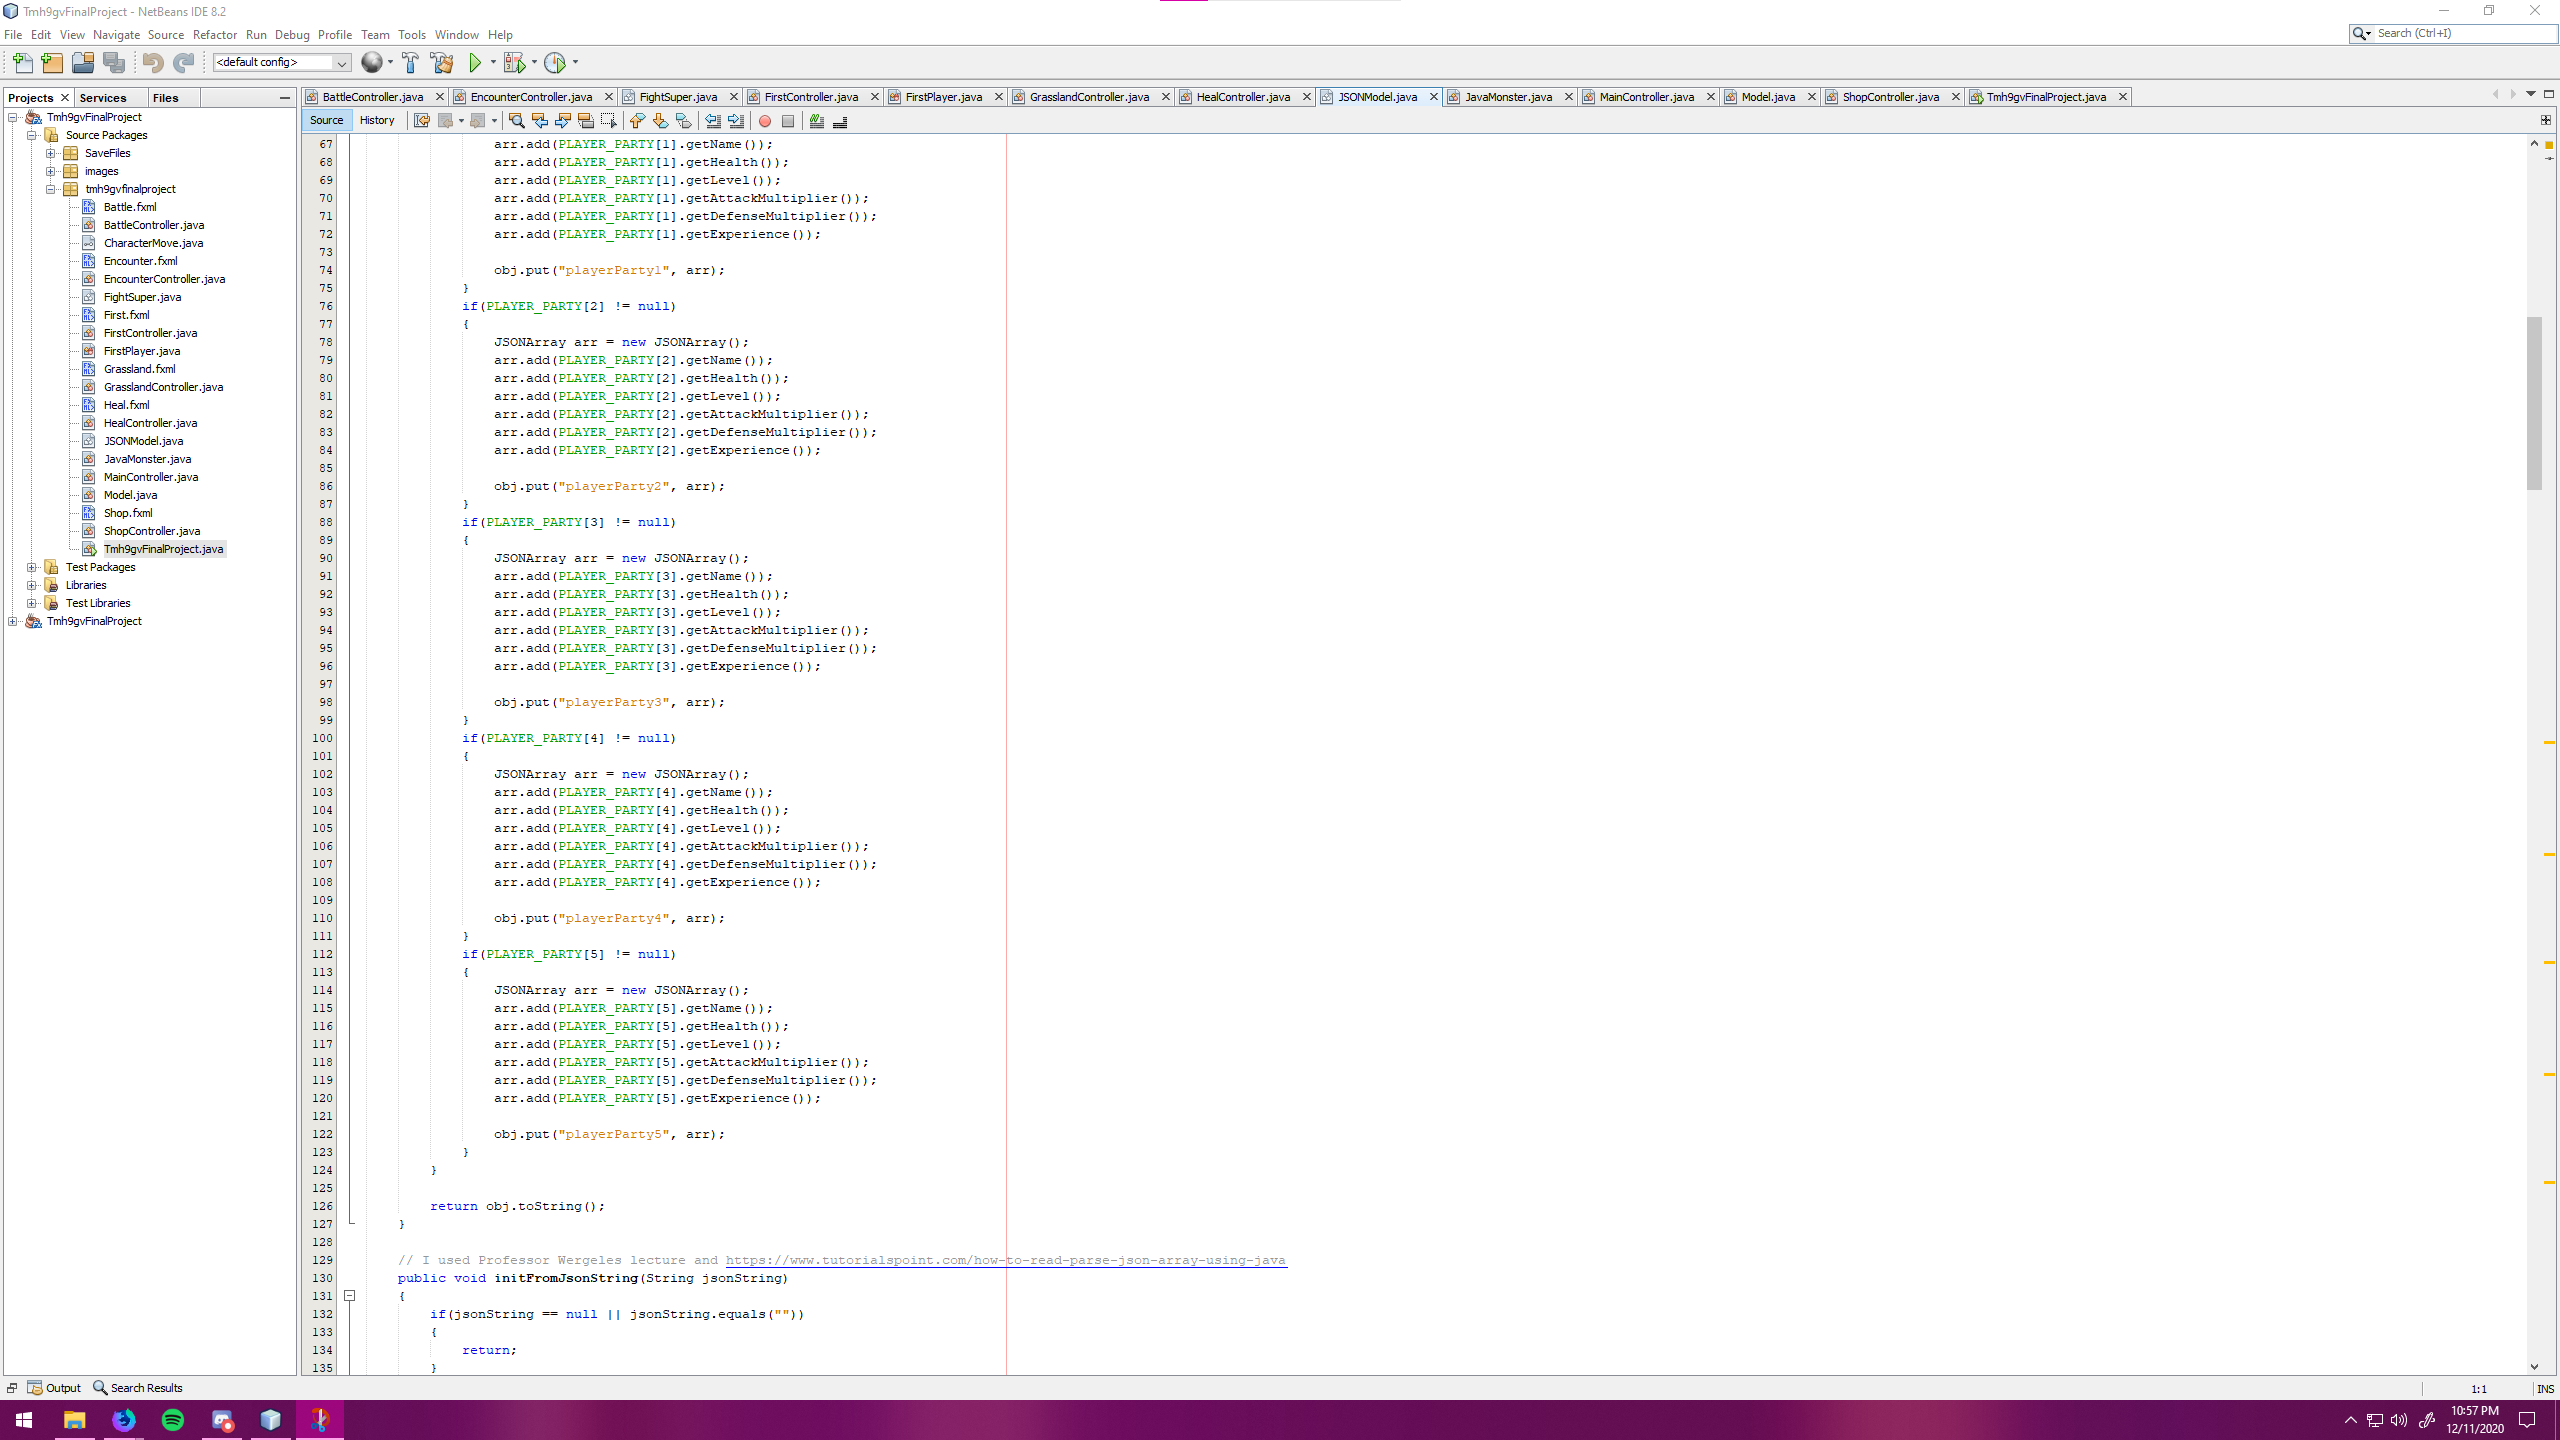 Tmh9gvFinalProject - NetBeans IDE 8.2
File Edit View Navigate Source Refactor Run Debug Profile Team Tools Window Help
Search (Ctrl+I)
<default config>
Projects Services Files
BattleController.java EncounterController.java FightSuper.java FirstController.java FirstPlayer.java GrasslandController.java HealController.java JSONModel.java JavaMonster.java MainController.java Model.java ShopController.java Tmh9gvFinalProject.java
Source History
Tmh9gvFinalProject
Source Packages
SaveFiles
images
tmh9gvfinalproject
Battle.fxml
BattleController.java
CharacterMove.java
Encounter.fxml
EncounterController.java
FightSuper.java
First.fxml
FirstController.java
FirstPlayer.java
Grassland.fxml
GrasslandController.java
Heal.fxml
HealController.java
JSONModel.java
JavaMonster.java
MainController.java
Model.java
Shop.fxml
ShopController.java
Tmh9gvFinalProject.java
Test Packages
Libraries
Test Libraries
Tmh9gvFinalProject
67 arr.add(PLAYER_PARTY[1].getName());
68 arr.add(PLAYER_PARTY[1].getHealth());
69 arr.add(PLAYER_PARTY[1].getLevel());
70 arr.add(PLAYER_PARTY[1].getAttackMultiplier());
71 arr.add(PLAYER_PARTY[1].getDefenseMultiplier());
72 arr.add(PLAYER_PARTY[1].getExperience());
73
74 obj.put("playerParty1", arr);
75 }
76 if(PLAYER_PARTY[2] != null)
77 {
78 JSONArray arr = new JSONArray();
79 arr.add(PLAYER_PARTY[2].getName());
80 arr.add(PLAYER_PARTY[2].getHealth());
81 arr.add(PLAYER_PARTY[2].getLevel());
82 arr.add(PLAYER_PARTY[2].getAttackMultiplier());
83 arr.add(PLAYER_PARTY[2].getDefenseMultiplier());
84 arr.add(PLAYER_PARTY[2].getExperience());
85
86 obj.put("playerParty2", arr);
87 }
88 if(PLAYER_PARTY[3] != null)
89 {
90 JSONArray arr = new JSONArray();
91 arr.add(PLAYER_PARTY[3].getName());
92 arr.add(PLAYER_PARTY[3].getHealth());
93 arr.add(PLAYER_PARTY[3].getLevel());
94 arr.add(PLAYER_PARTY[3].getAttackMultiplier());
95 arr.add(PLAYER_PARTY[3].getDefenseMultiplier());
96 arr.add(PLAYER_PARTY[3].getExperience());
97
98 obj.put("playerParty3", arr);
99 }
100 if(PLAYER_PARTY[4] != null)
101 {
102 JSONArray arr = new JSONArray();
103 arr.add(PLAYER_PARTY[4].getName());
104 arr.add(PLAYER_PARTY[4].getHealth());
105 arr.add(PLAYER_PARTY[4].getLevel());
106 arr.add(PLAYER_PARTY[4].getAttackMultiplier());
107 arr.add(PLAYER_PARTY[4].getDefenseMultiplier());
108 arr.add(PLAYER_PARTY[4].getExperience());
109
110 obj.put("playerParty4", arr);
111 }
112 if(PLAYER_PARTY[5] != null)
113 {
114 JSONArray arr = new JSONArray();
115 arr.add(PLAYER_PARTY[5].getName());
116 arr.add(PLAYER_PARTY[5].getHealth());
117 arr.add(PLAYER_PARTY[5].getLevel());
118 arr.add(PLAYER_PARTY[5].getAttackMultiplier());
119 arr.add(PLAYER_PARTY[5].getDefenseMultiplier());
120 arr.add(PLAYER_PARTY[5].getExperience());
121
122 obj.put("playerParty5", arr);
123 }
124 }
125
126 return obj.toString();
127 }
128
129 // I used Professor Wergeles lecture and https://www.tutorialspoint.com/how-to-read-parse-json-array-using-java
130 public void initFromJsonString(String jsonString)
131 {
132 if(jsonString == null || jsonString.equals(""))
133 {
134 return;
135 }
Output Search Results
1:1 INS
10:57 PM
12/11/2020